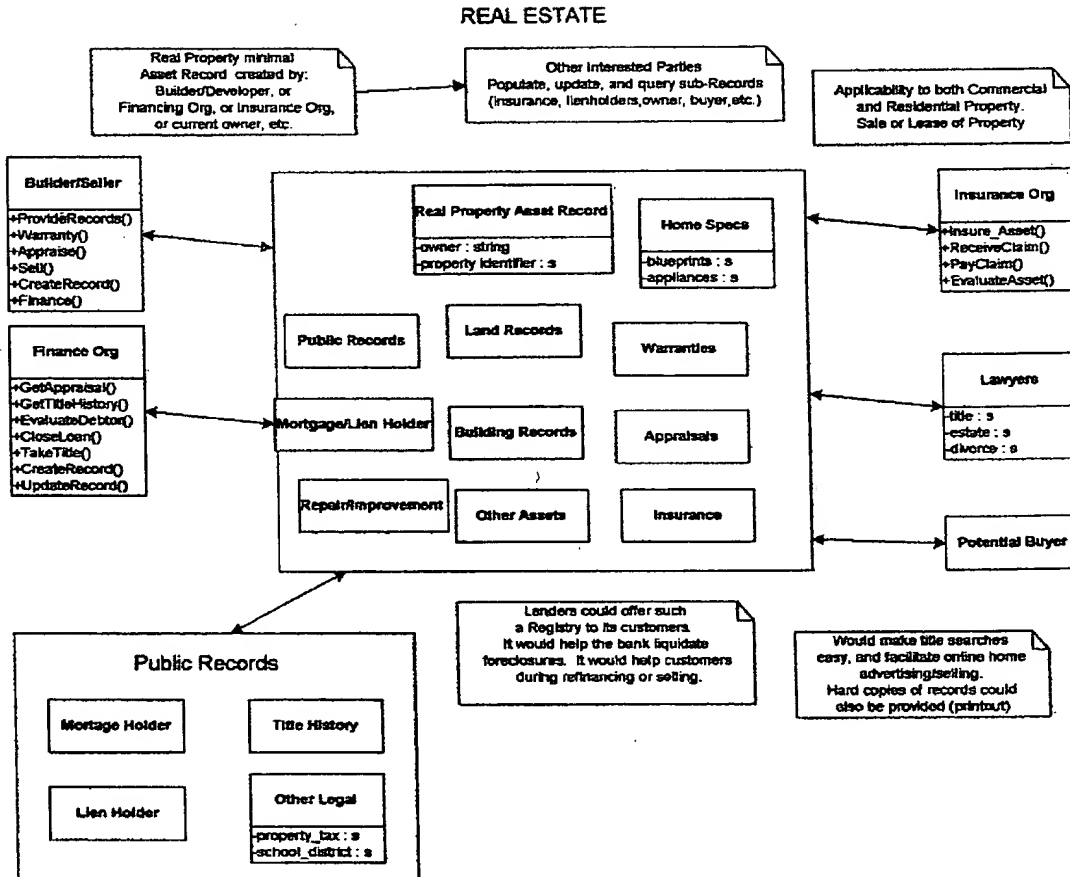 REAL ESTATE
Real Property minimal
Asset Record created by:
Builder/Developer, or
Financing Org, or Insurance Org,
or current owner, etc.
Other Interested Parties
Populate, update, and query sub-Records
(insurance, lienholders,owner, buyer,etc.)
Applicability to both Commercial
and Residential Property.
Sale or Lease of Property
Builder/Seller
+ProvideRecords()
+Warranty()
+Appraise()
+Sell()
+CreateRecord()
+Finance()
Finance Org
+GetAppraisal()
+GetTitleHistory()
+EvaluateDebtor()
+CloseLoan()
+TakeTitle()
+CreateRecord()
+UpdateRecord()
Real Property Asset Record
-owner : string
-property identifier : s
Home Specs
-blueprints : s
-appliances : s
Public Records
Land Records
Warranties
Mortgage/Lien Holder
Building Records
Appraisals
Repair/Improvement
Other Assets
Insurance
Insurance Org
+Insure_Asset()
+ReceiveClaim()
+PayClaim()
+EvaluateAsset()
Lawyers
-title : s
-estate : s
-divorce : s
Potential Buyer
Lenders could offer such
a Registry to its customers.
It would help the bank liquidate
foreclosures. It would help customers
during refinancing or selling.
Would make title searches
easy, and facilitate online home
advertising/selling.
Hard copies of records could
also be provided (printout)
Public Records
Mortage Holder
Title History
Lien Holder
Other Legal
-property_tax : s
-school_district : s